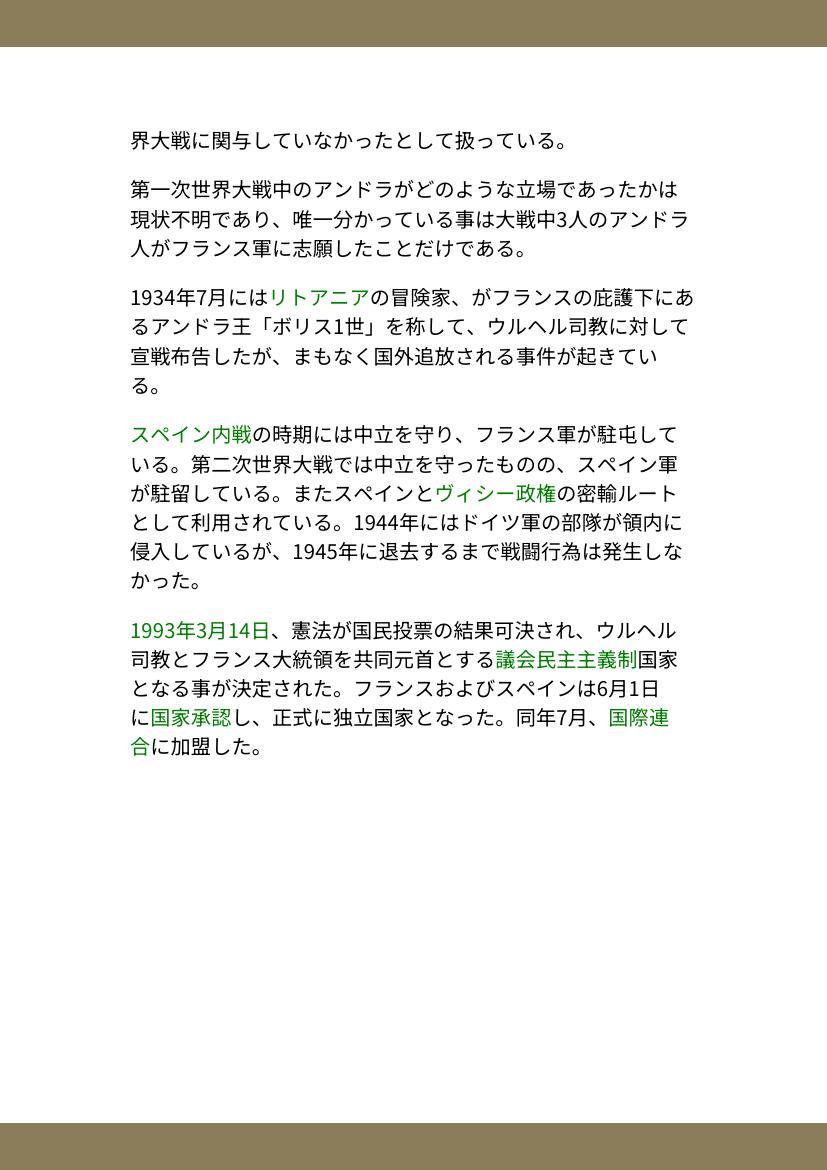 界大戦に関与していなかったとして扱っている。
第一次世界大戦中のアンドラがどのような立場であったかは
現状不明であり、唯一分かっている事は大戦中3人のアンドラ
人がフランス軍に志願したことだけである。
1934年7月にはリトアニアの冒険家、がフランスの庇護下にあ
るアンドラ王「ボリス1世」を称して、ウルヘル司教に対して
宣戦布告したが、まもなく国外追放される事件が起きてい
る。
スペイン内戦の時期には中立を守り、フランス軍が駐屯して
いる。第二次世界大戦では中立を守ったものの、スペイン軍
が駐留している。またスペインとヴィシー政権の密輸ルート
として利用されている。1944年にはドイツ軍の部隊が領内に
侵入しているが、1945年に退去するまで戦闘行為は発生しな
かった。
1993年3月14日、憲法が国民投票の結果可決され、ウルヘル
司教とフランス大統領を共同元首とする議会民主主義制国家
となる事が決定された。フランスおよびスペインは6月1日
に国家承認し、正式に独立国家となった。同年7月、国際連
合に加盟した。